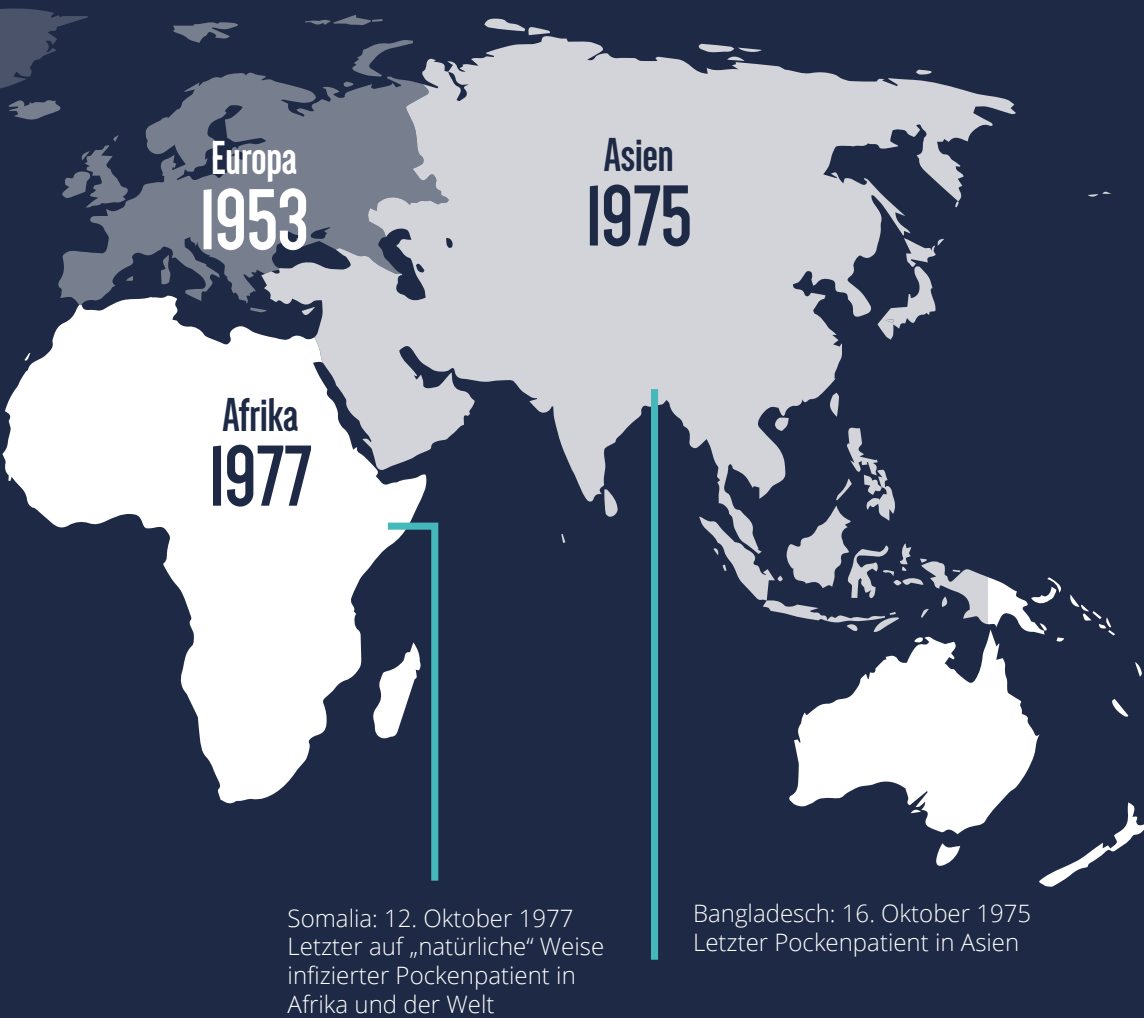 Europa
1953
Asien
1975
Afrika
1977
Somalia: 12. Oktober 1977
Letzter auf „natürliche“ Weise
infizierter Pockenpatient in
Afrika und der Welt
Bangladesch: 16. Oktober 1975
Letzter Pockenpatient in Asien